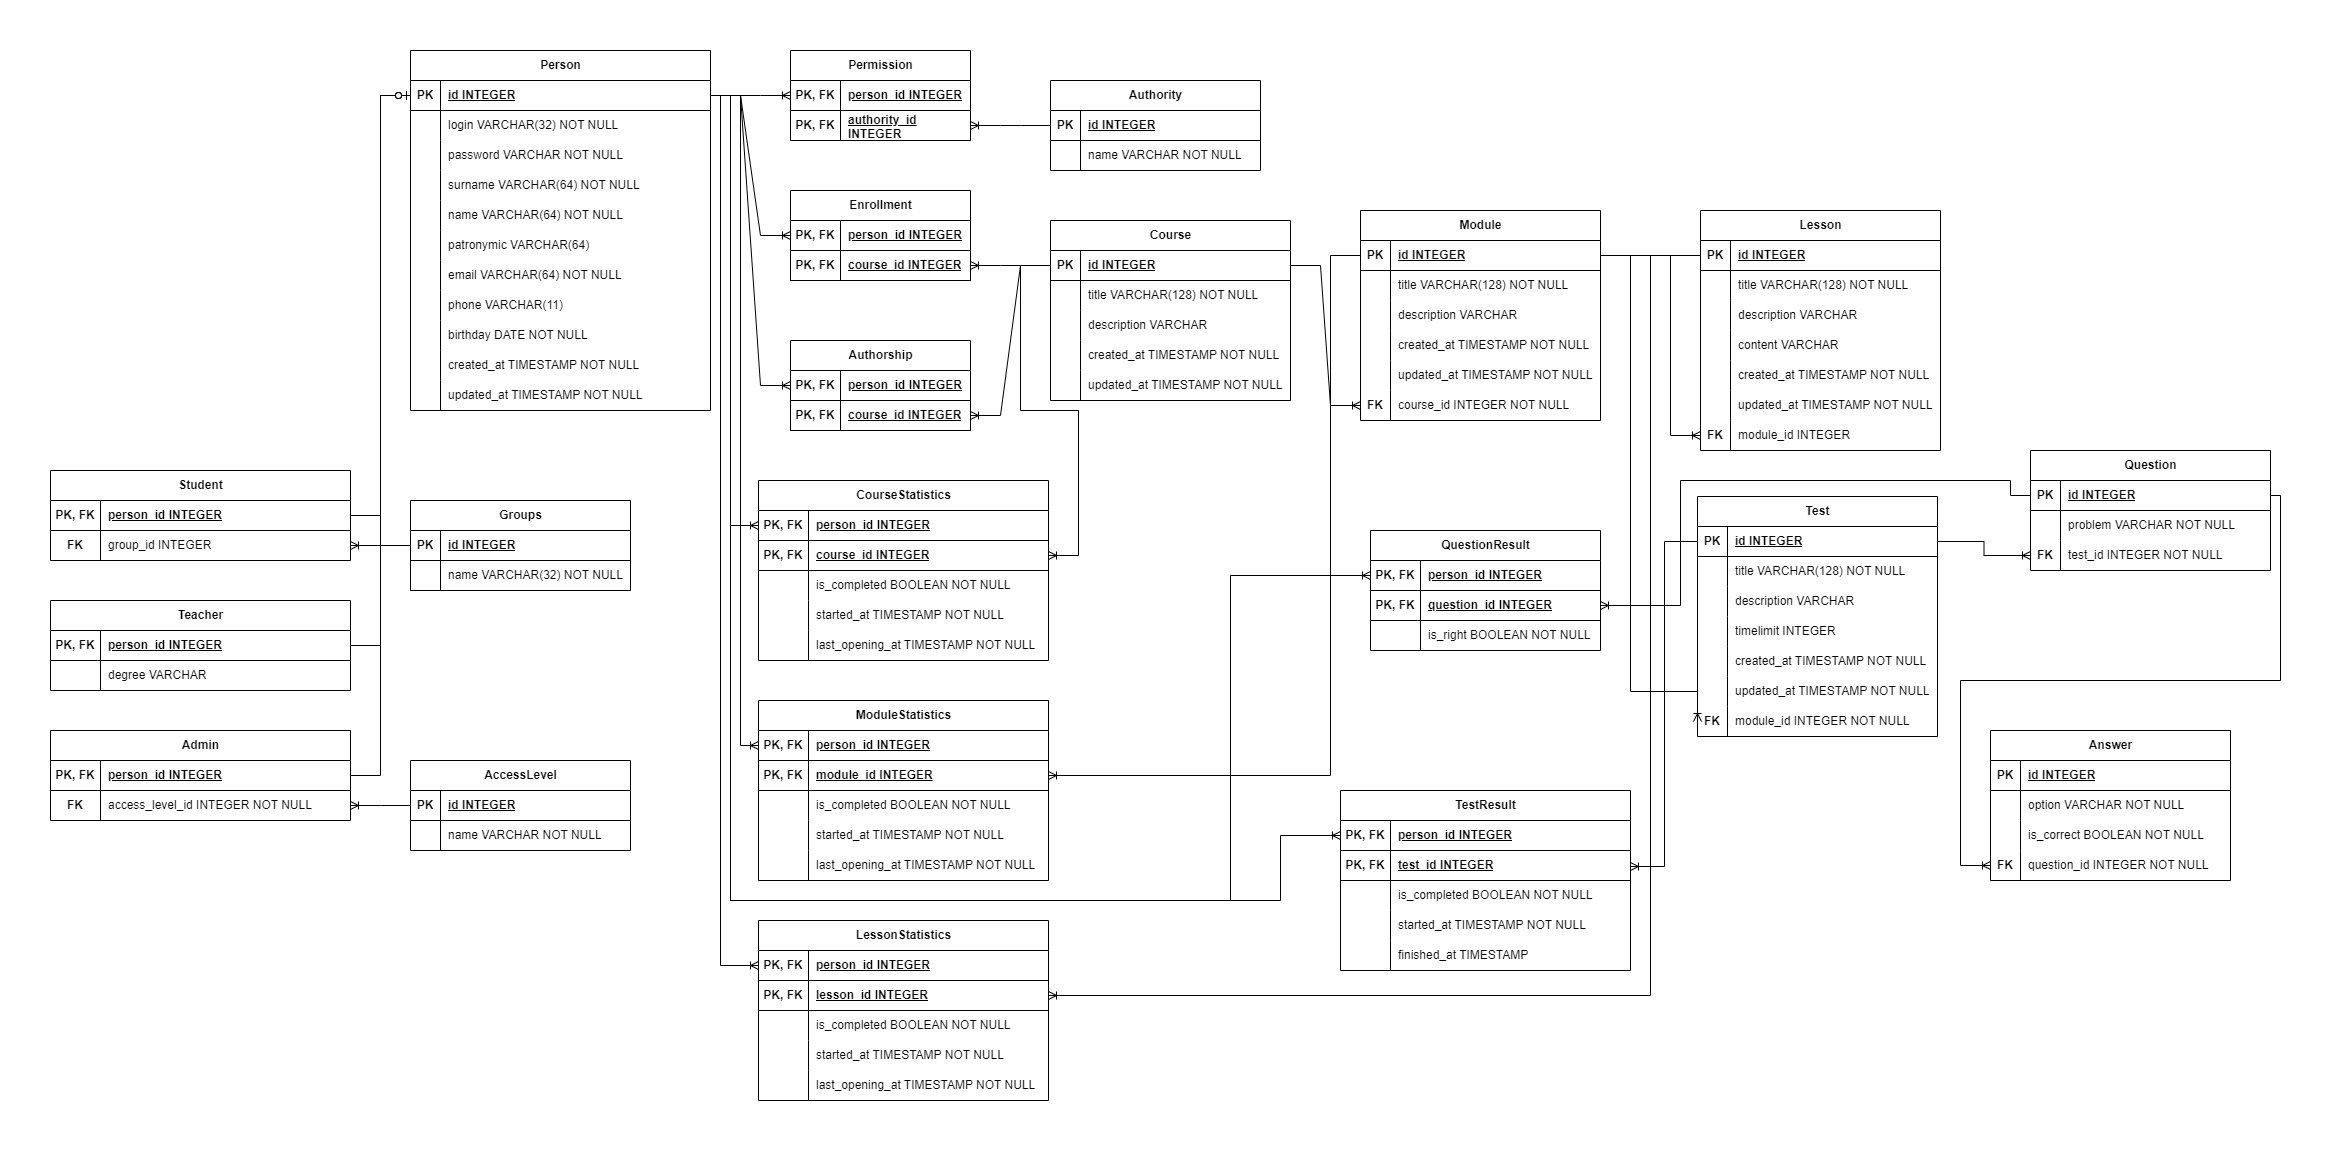 Person
PK id INTEGER
login VARCHAR(32) NOT NULL
password VARCHAR NOT NULL
surname VARCHAR(64) NOT NULL
name VARCHAR(64) NOT NULL
patronymic VARCHAR(64)
email VARCHAR(64) NOT NULL
phone VARCHAR(11)
birthday DATE NOT NULL
created_at TIMESTAMP NOT NULL
updated_at TIMESTAMP NOT NULL
Permission
PK, FK person_id INTEGER
PK, FK authority_id
INTEGER
Authority
PK id INTEGER
name VARCHAR NOT NULL
Enrollment
PK, FK person_id INTEGER
PK, FK course_id INTEGER
Authorship
PK, FK person_id INTEGER
PK, FK course_id INTEGER
Course
PK id INTEGER
title VARCHAR(128) NOT NULL
description VARCHAR
created_at TIMESTAMP NOT NULL
updated_at TIMESTAMP NOT NULL
Module
PK id INTEGER
title VARCHAR(128) NOT NULL
description VARCHAR
created_at TIMESTAMP NOT NULL
updated_at TIMESTAMP NOT NULL
FK course_id INTEGER NOT NULL
Lesson
PK id INTEGER
title VARCHAR(128) NOT NULL
description VARCHAR
content VARCHAR
created_at TIMESTAMP NOT NULL
updated_at TIMESTAMP NOT NULL
FK module_id INTEGER
Student
PK, FK person_id INTEGER
FK group_id INTEGER
Groups
PK id INTEGER
name VARCHAR(32) NOT NULL
Teacher
PK, FK person_id INTEGER
degree VARCHAR
Admin
PK, FK person_id INTEGER
FK access_level_id INTEGER NOT NULL
AccessLevel
PK id INTEGER
name VARCHAR NOT NULL
CourseStatistics
PK, FK person_id INTEGER
PK, FK course_id INTEGER
is_completed BOOLEAN NOT NULL
started_at TIMESTAMP NOT NULL
last_opening_at TIMESTAMP NOT NULL
ModuleStatistics
PK, FK person_id INTEGER
PK, FK module_id INTEGER
is_completed BOOLEAN NOT NULL
started_at TIMESTAMP NOT NULL
last_opening_at TIMESTAMP NOT NULL
LessonStatistics
PK, FK person_id INTEGER
PK, FK lesson_id INTEGER
is_completed BOOLEAN NOT NULL
started_at TIMESTAMP NOT NULL
last_opening_at TIMESTAMP NOT NULL
QuestionResult
PK, FK person_id INTEGER
PK, FK question_id INTEGER
is_right BOOLEAN NOT NULL
TestResult
PK, FK person_id INTEGER
PK, FK test_id INTEGER
is_completed BOOLEAN NOT NULL
started_at TIMESTAMP NOT NULL
finished_at TIMESTAMP
Test
PK id INTEGER
title VARCHAR(128) NOT NULL
description VARCHAR
timelimit INTEGER
created_at TIMESTAMP NOT NULL
updated_at TIMESTAMP NOT NULL
FK module_id INTEGER NOT NULL
Question
PK id INTEGER
problem VARCHAR NOT NULL
FK test_id INTEGER NOT NULL
Answer
PK id INTEGER
option VARCHAR NOT NULL
is_correct BOOLEAN NOT NULL
FK question_id INTEGER NOT NULL